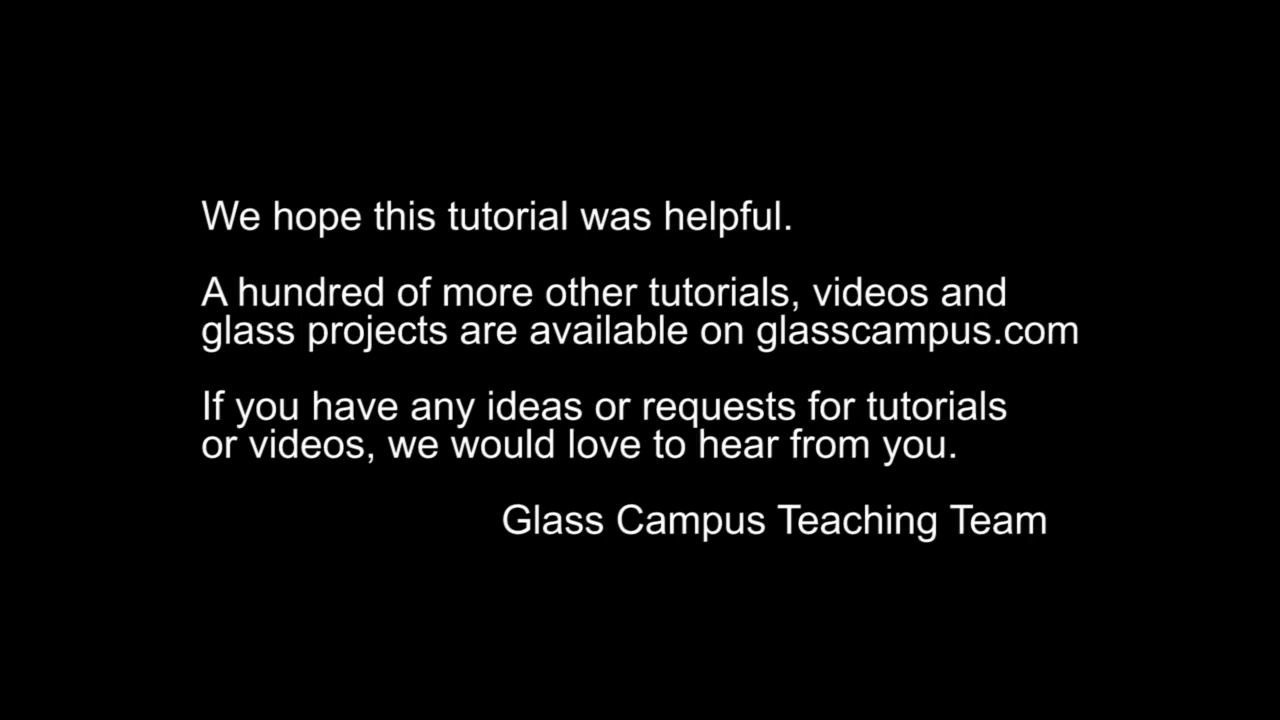 We hope this tutorial was helpful.
A hundred of more other tutorials, videos and
glass projects are available on glasscampus.com
If you have any ideas or requests for tutorials
or videos, we would love to hear from you.
Glass Campus Teaching Team